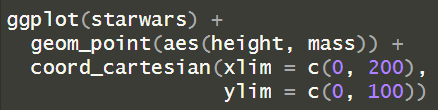 ggplot(starwars) +
  geom_point(aes(height, mass)) +
  coord_cartesian(xlim = c(0, 200),
                  ylim = c(0, 100))